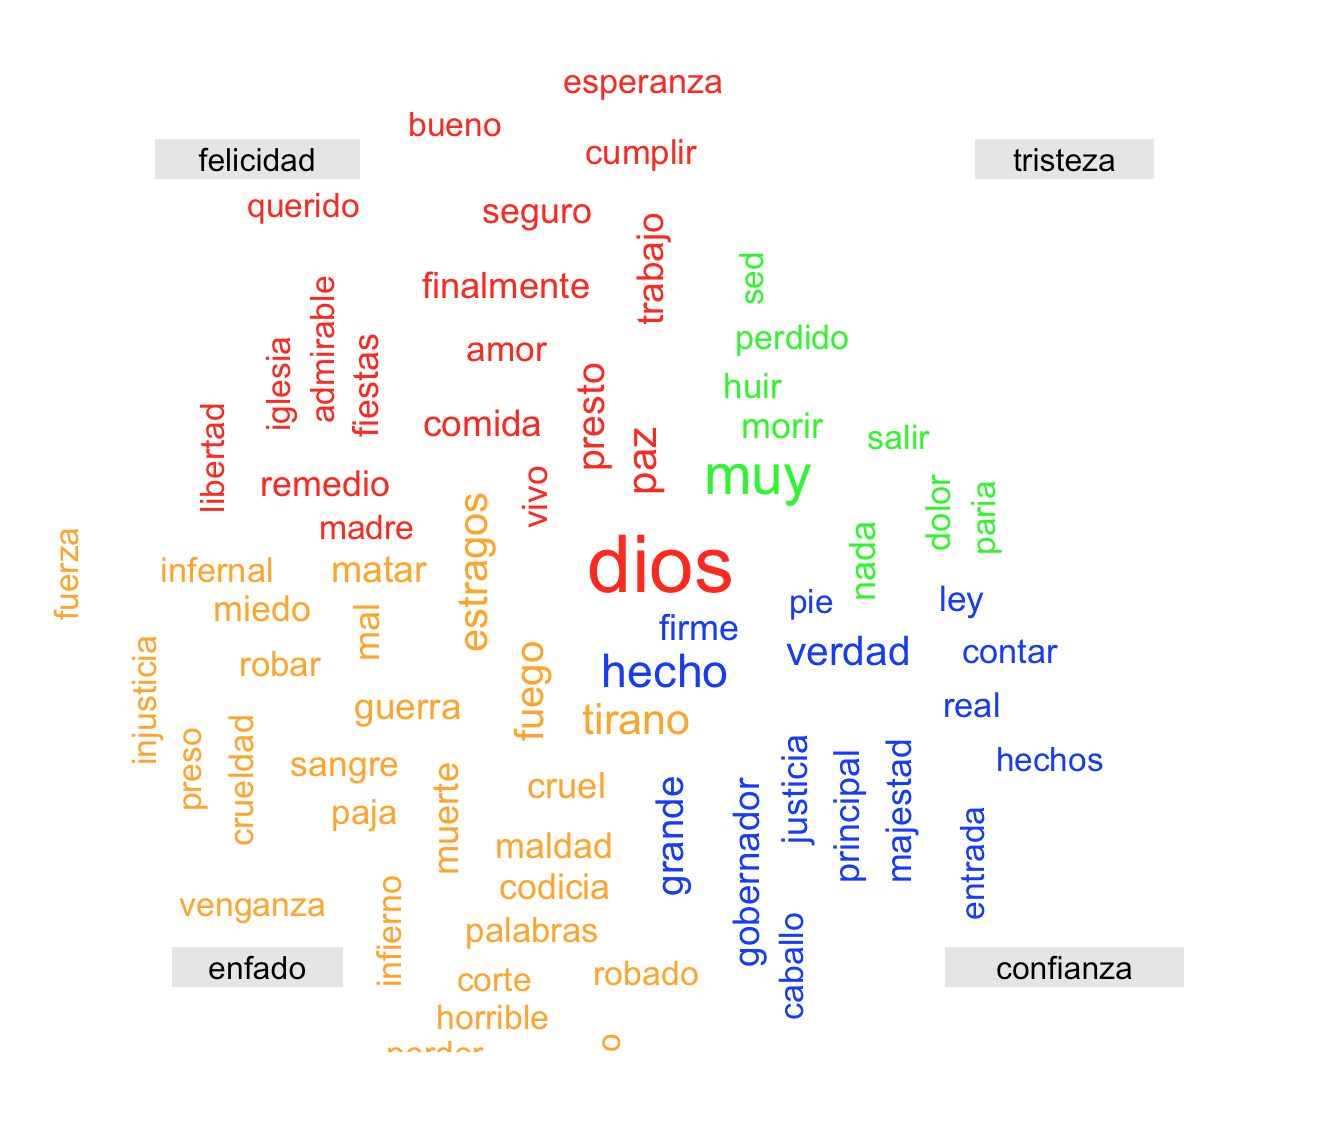 esperanza
bueno
cumplir
felicidad
tristeza
querido
seguro
trabajo
sed
finalmente
admirable
iglesia
fiestas
amor
perdido
huir
presto
libertad
comida
paz
morir
salir
muy
remedio
vivo
madre
estragos
dolor
paria
nada
dios
fuerza
infernal
matar
miedo
mal
pie
ley
firme
verdad
contar
injusticia
robar
hecho
fuego
guerra
tirano
real
preso
crueldad
sangre
justicia
principal
majestad
hechos
paja
muerte
cruel
grande
gobernador
entrada
maldad
codicia
venganza
infierno
palabras
caballo
enfado
confianza
corte
robado
horrible